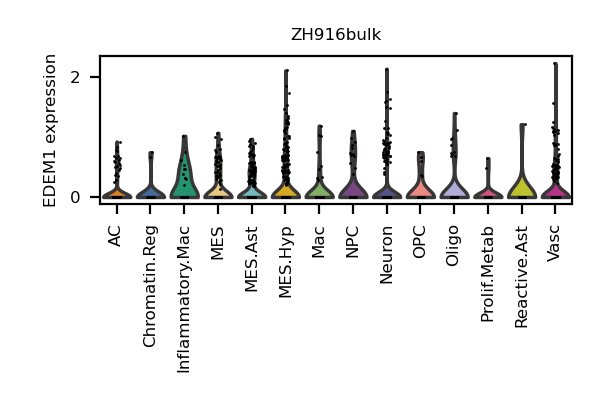 ZH916bulk
EDEM1 expression
2
0
AC
Chromatin.Reg
Inflammatory.Mac
MES
MES.Ast
MES.Hyp
Mac
NPC
Neuron
OPC
Oligo
Prolif.Metab
Reactive.Ast
Vasc